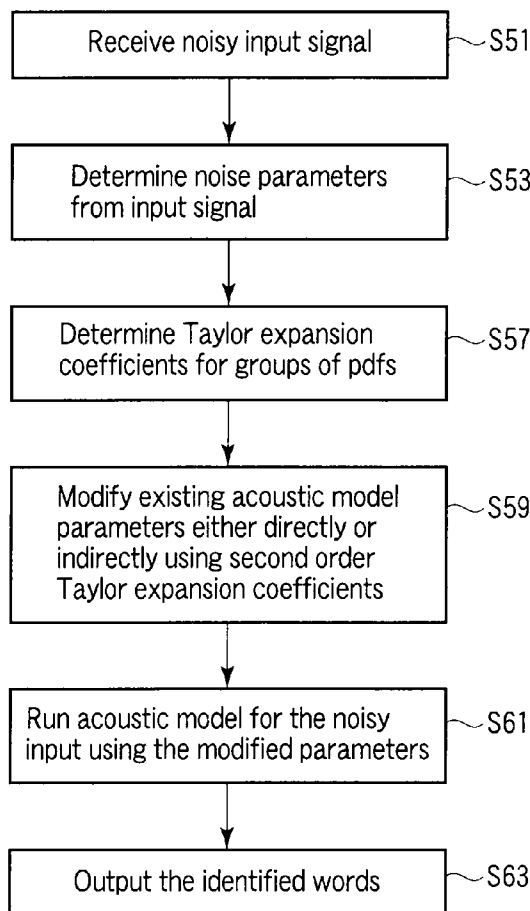 Receive noisy input signal
S51
Determine noise parameters
from input signal
S53
Determine Taylor expansion
coefficients for groups of pdfs
S57
Modify existing acoustic model
parameters either directly or
indirectly using second order
Taylor expansion coefficients
S59
Run acoustic model for the noisy
input using the modified parameters
S61
Output the identified words
S63